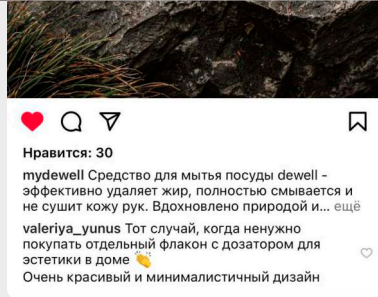 Нравится: 30
mydewell Средство для мытья посуды dewell -
эффективно удаляет жир, полностью смывается и
не сушит кожу рук. Вдохновлено природой и... ещё
valeriya_yunus Тот случай, когда ненужно
покупать отдельный флакон с дозатором для
эстетики в доме 👏
Очень красивый и минималистичный дизайн